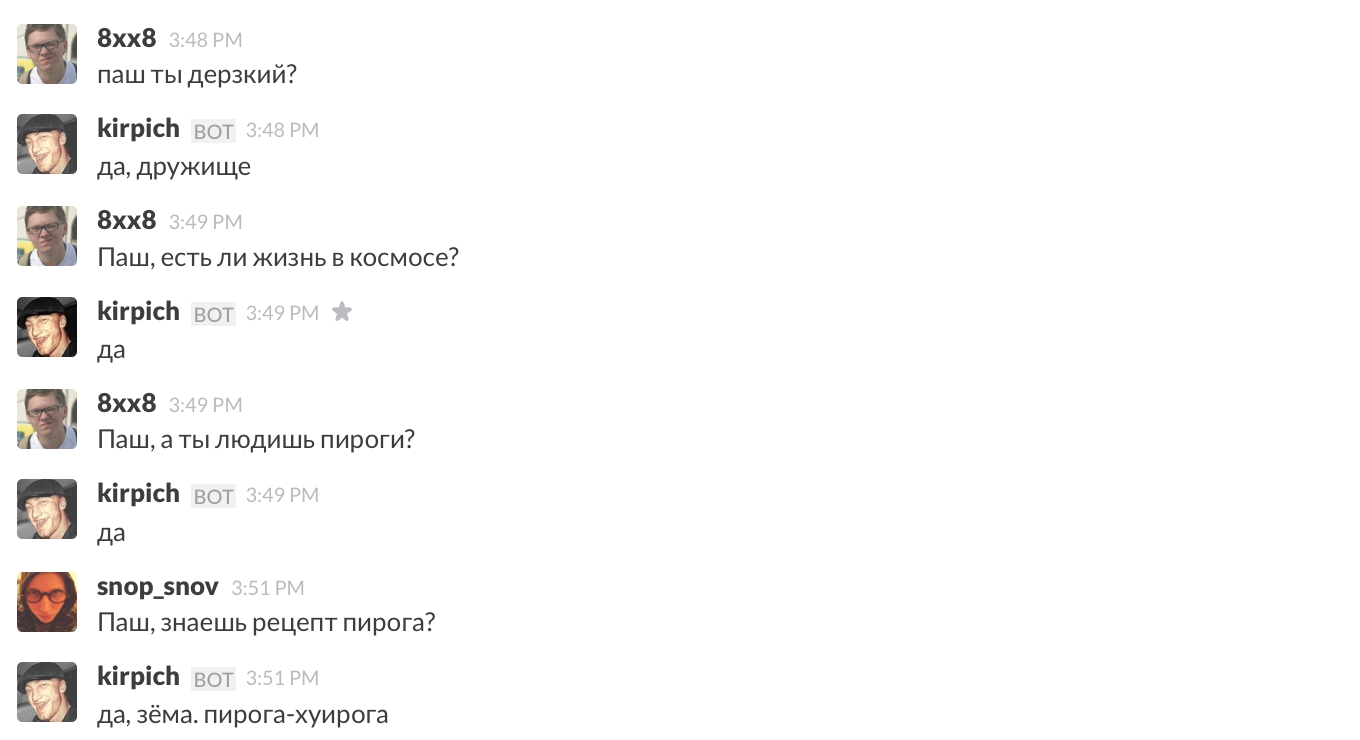 8xx8 3:48 PM
паш ты дерзкий?
kirpich BOT 3:48 PM
да, дружище
8xx8 3:49 PM
Паш, есть ли жизнь в космосе?
kirpich BOT 3:49 PM
да
8xx8 3:49 PM
Паш, а ты людишь пироги?
kirpich BOT 3:49 PM
да
snop_snov 3:51 PM
Паш, знаешь рецепт пирога?
kirpich BOT 3:51 PM
да, зёма. пирога-хуирога